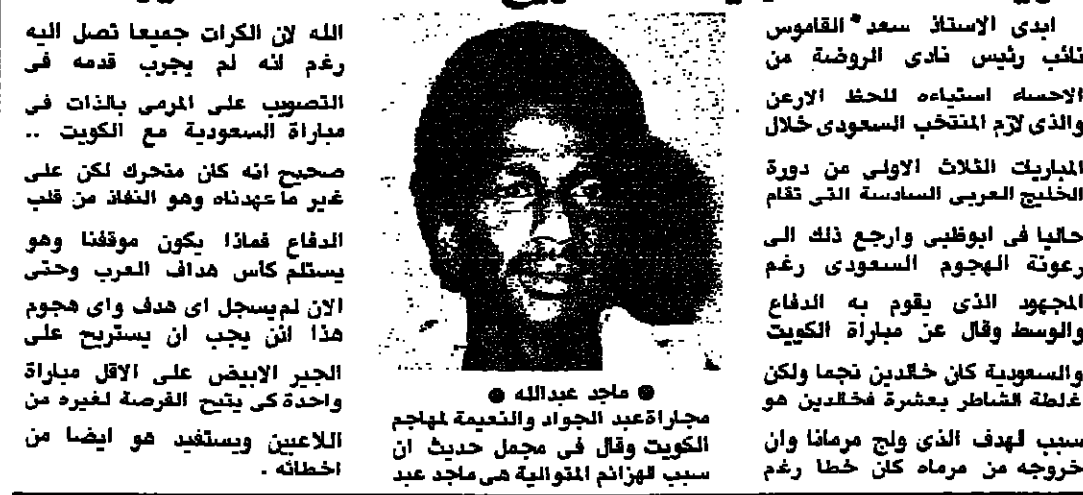 ابدى الاستاذ سعد القاموس
نائب رئيس نادى الروضة من
الاحساء استياءه للحظ الارعن
والذى لازم المنتخب السعودى خلال
المباريات الثلاث الاولى من دورة
الخليج العربى السادسة التى تقام
حاليا فى ابوظبى وارجع ذلك الى
رعونة الهجوم السعودى رغم
المجهود الذى يقوم به الدفاع
والوسط وقال عن مباراة الكويت
والسعودية كان خالدين نجما ولكن
غلطة الشاطر بعشرة فخالدين هو
سبب الهدف الذى ولج مرمانا وان
خروجه من مرماه كان خطا رغم
● ماجد عبدالله ●
مجاراة عبد الجواد والنعيمة لمهاجم
الكويت وقال فى مجمل حديث ان
سبب الهزائم المتوالية هى ماجد عبد
الله لان الكرات جميعا تصل اليه
رغم انه لم يجرب قدمه فى
التصويب على المرمى بالذات فى
مباراة السعودية مع الكويت ..
صحيح انه كان متحرك لكن على
غير ما عهدناه وهو النفاذ من قلب
الدفاع فماذا يكون موقفنا وهو
يستلم كأس هداف العرب وحتى
الان لم يسجل اى هدف واى هجوم
هذا اذن يجب ان يستريح على
الجير الابيض على الاقل مباراة
واحدة كى يتيح الفرصة لغيره من
اللاعبين ويستفيد هو ايضا من
اخطائه .